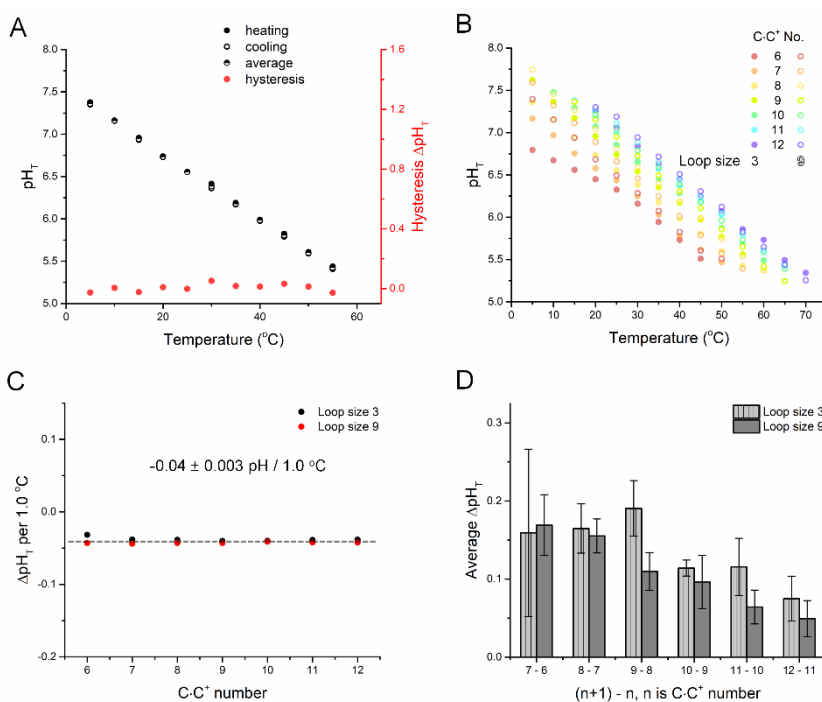 A
heating
cooling
average
hysteresis
8.0
7.5
7.0
6.5
6.0
5.5
5.0
pH_T
1.6
1.2
0.8
0.4
0.0
Hysteresis ΔpH_T
0 20 40 60
Temperature (°C)
B
C·C⁺ No.
6
7
8
9
10
11
12
Loop size 3
8.0
7.5
7.0
6.5
6.0
5.5
5.0
pH_T
0 10 20 30 40 50 60 70
Temperature (°C)
C
Loop size 3
Loop size 9
-0.04 ± 0.003 pH / 1.0 °C
0.1
0.0
-0.1
-0.2
ΔpH_T per 1.0 °C
6 7 8 9 10 11 12
C·C⁺ number
D
Loop size 3
Loop size 9
0.3
0.2
0.1
0.0
Average ΔpH_T
7 - 6 8 - 7 9 - 8 10 - 9 11 - 10 12 - 11
(n+1) - n, n is C·C⁺ number